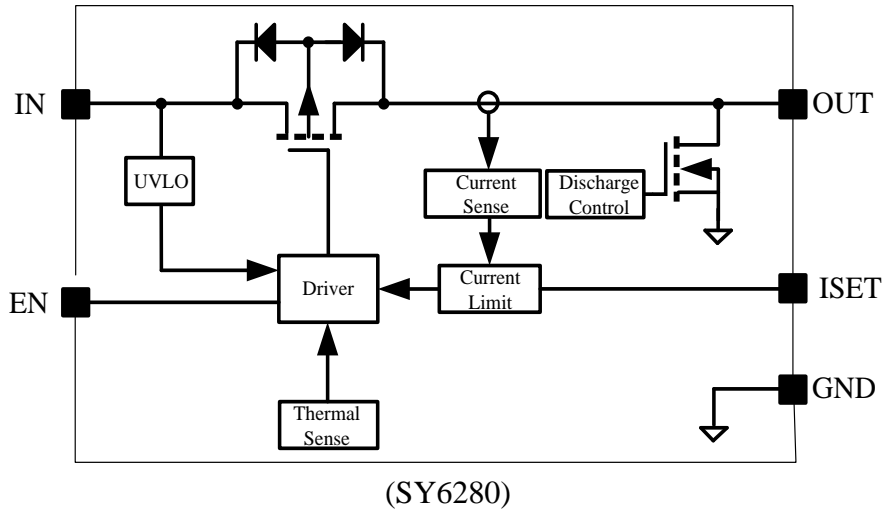 IN
OUT
UVLO
Current
Sense
Discharge
Control
EN
Driver
Current
Limit
ISET
Thermal
Sense
GND
(SY6280)